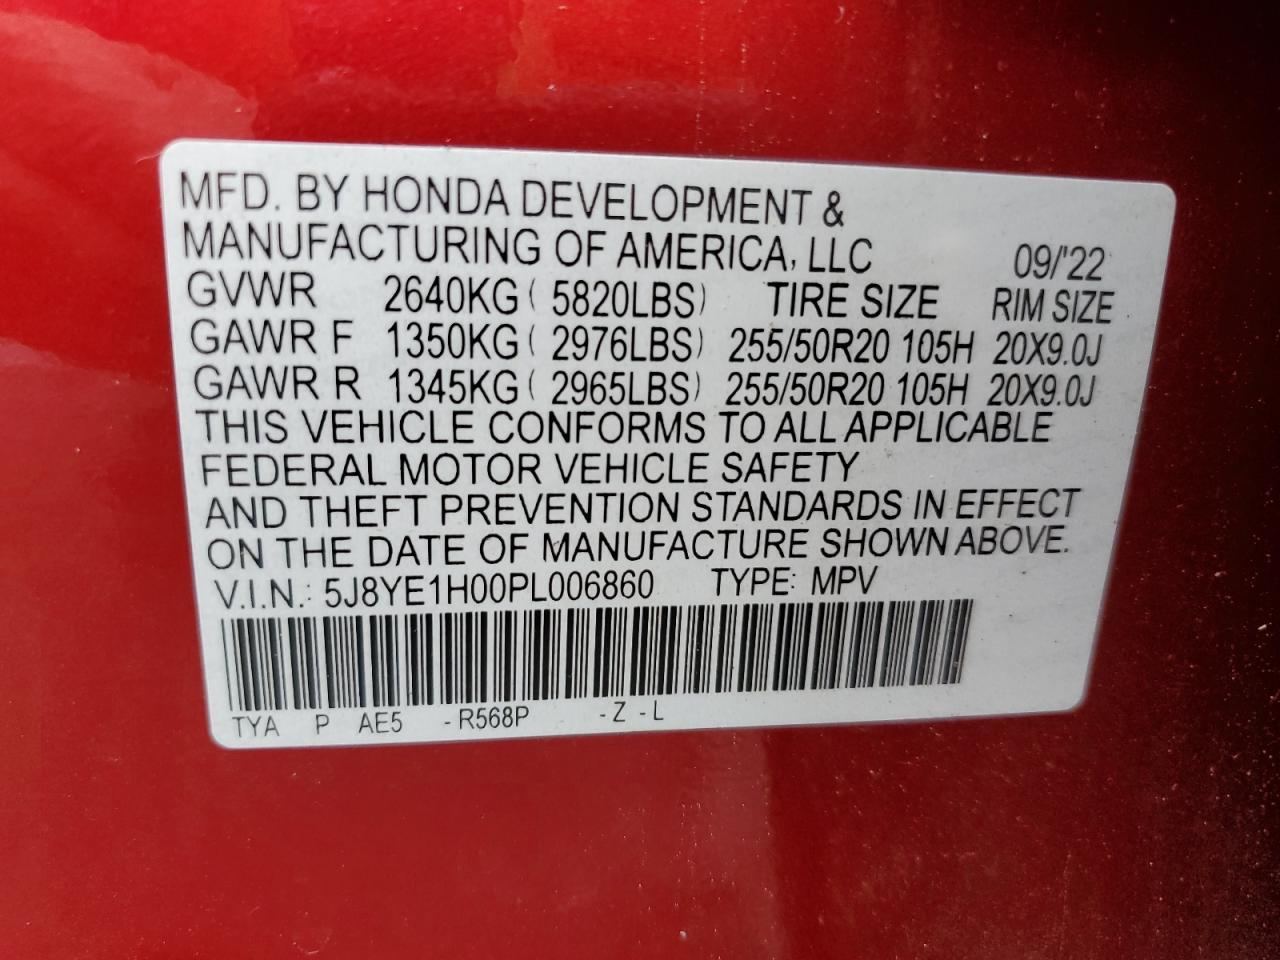 MFD. BY HONDA DEVELOPMENT &
MANUFACTURING OF AMERICA, LLC 09/'22
GVWR 2640KG ( 5820LBS) TIRE SIZE RIM SIZE
GAWR F 1350KG ( 2976LBS) 255/50R20 105H 20X9.0J
GAWR R 1345KG ( 2965LBS) 255/50R20 105H 20X9.0J
THIS VEHICLE CONFORMS TO ALL APPLICABLE
FEDERAL MOTOR VEHICLE SAFETY
AND THEFT PREVENTION STANDARDS IN EFFECT
ON THE DATE OF MANUFACTURE SHOWN ABOVE.
V.I.N.: 5J8YE1H00PL006860 TYPE: MPV
TYA P AE5 -R568P -Z -L